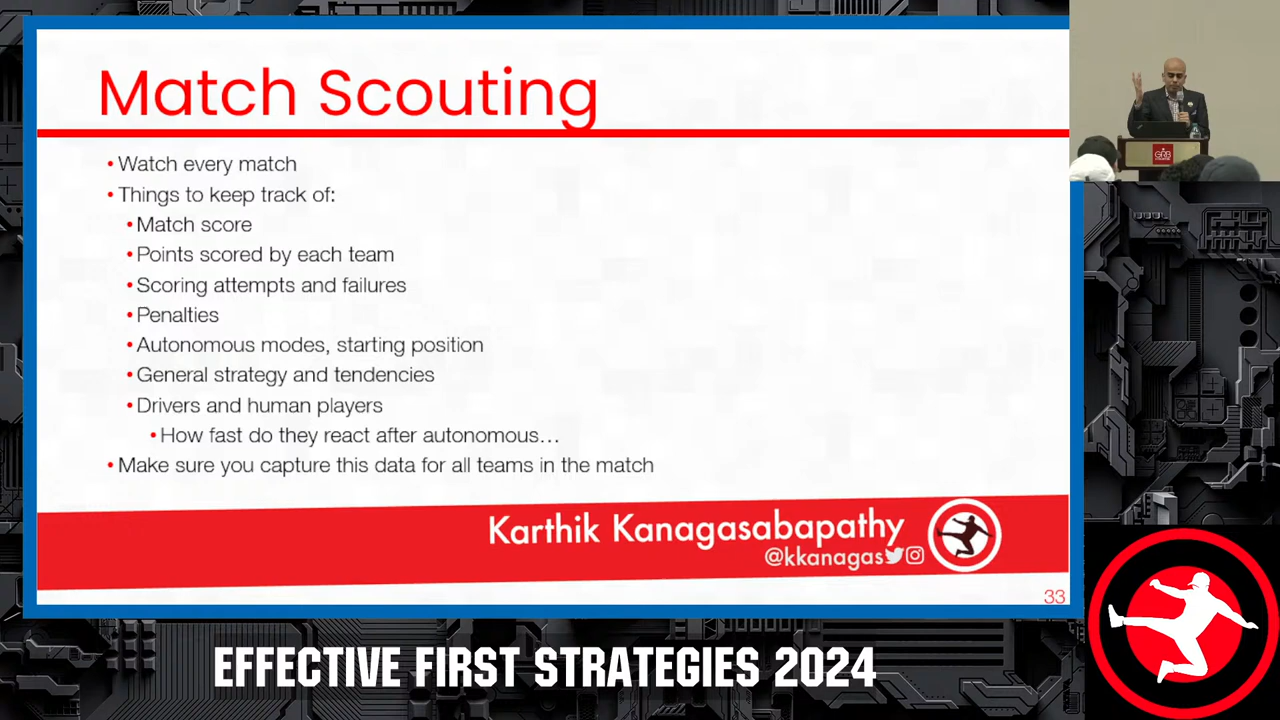 Match Scouting
• Watch every match
• Things to keep track of:
• Match score
• Points scored by each team
• Scoring attempts and failures
• Penalties
• Autonomous modes, starting position
• General strategy and tendencies
• Drivers and human players
• How fast do they react after autonomous…
• Make sure you capture this data for all teams in the match
Karthik Kanagasabapathy
@kkanagas
33
EFFECTIVE FIRST STRATEGIES 2024